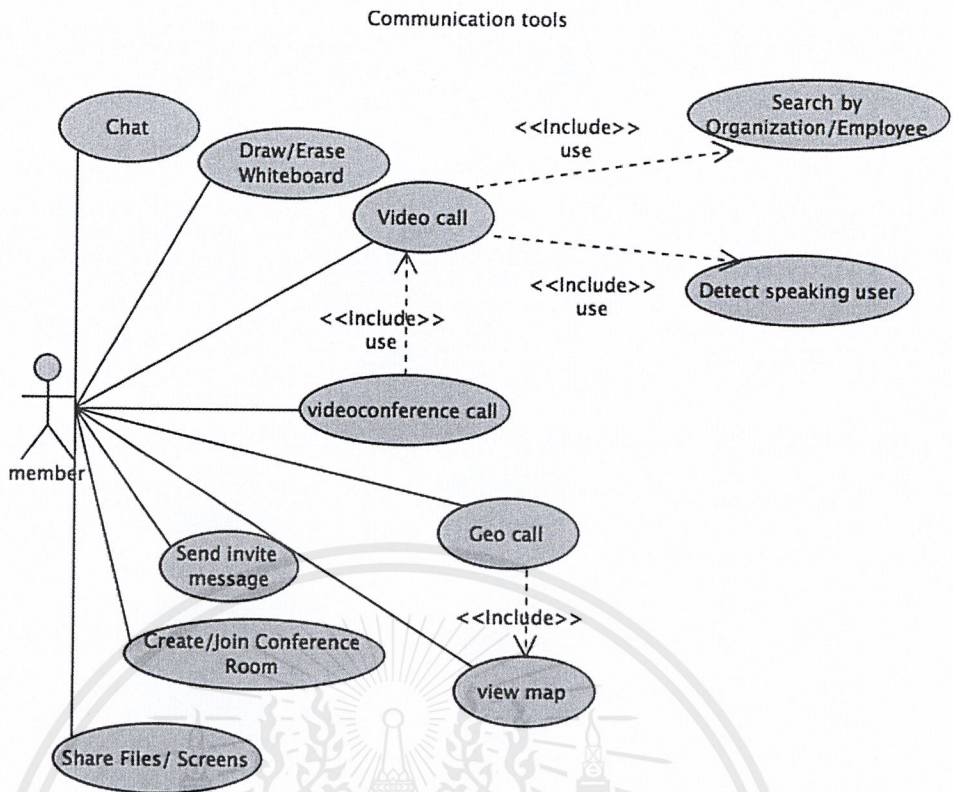 Communication tools
Chat
Draw/Erase
Whiteboard
Video call
<<Include>>
use
Search by
Organization/Employee
<<Include>>
use
Detect speaking user
<<Include>>
use
videoconference call
member
Geo call
Send invite
message
<<Include>>
Create/Join Conference
Room
view map
Share Files/ Screens